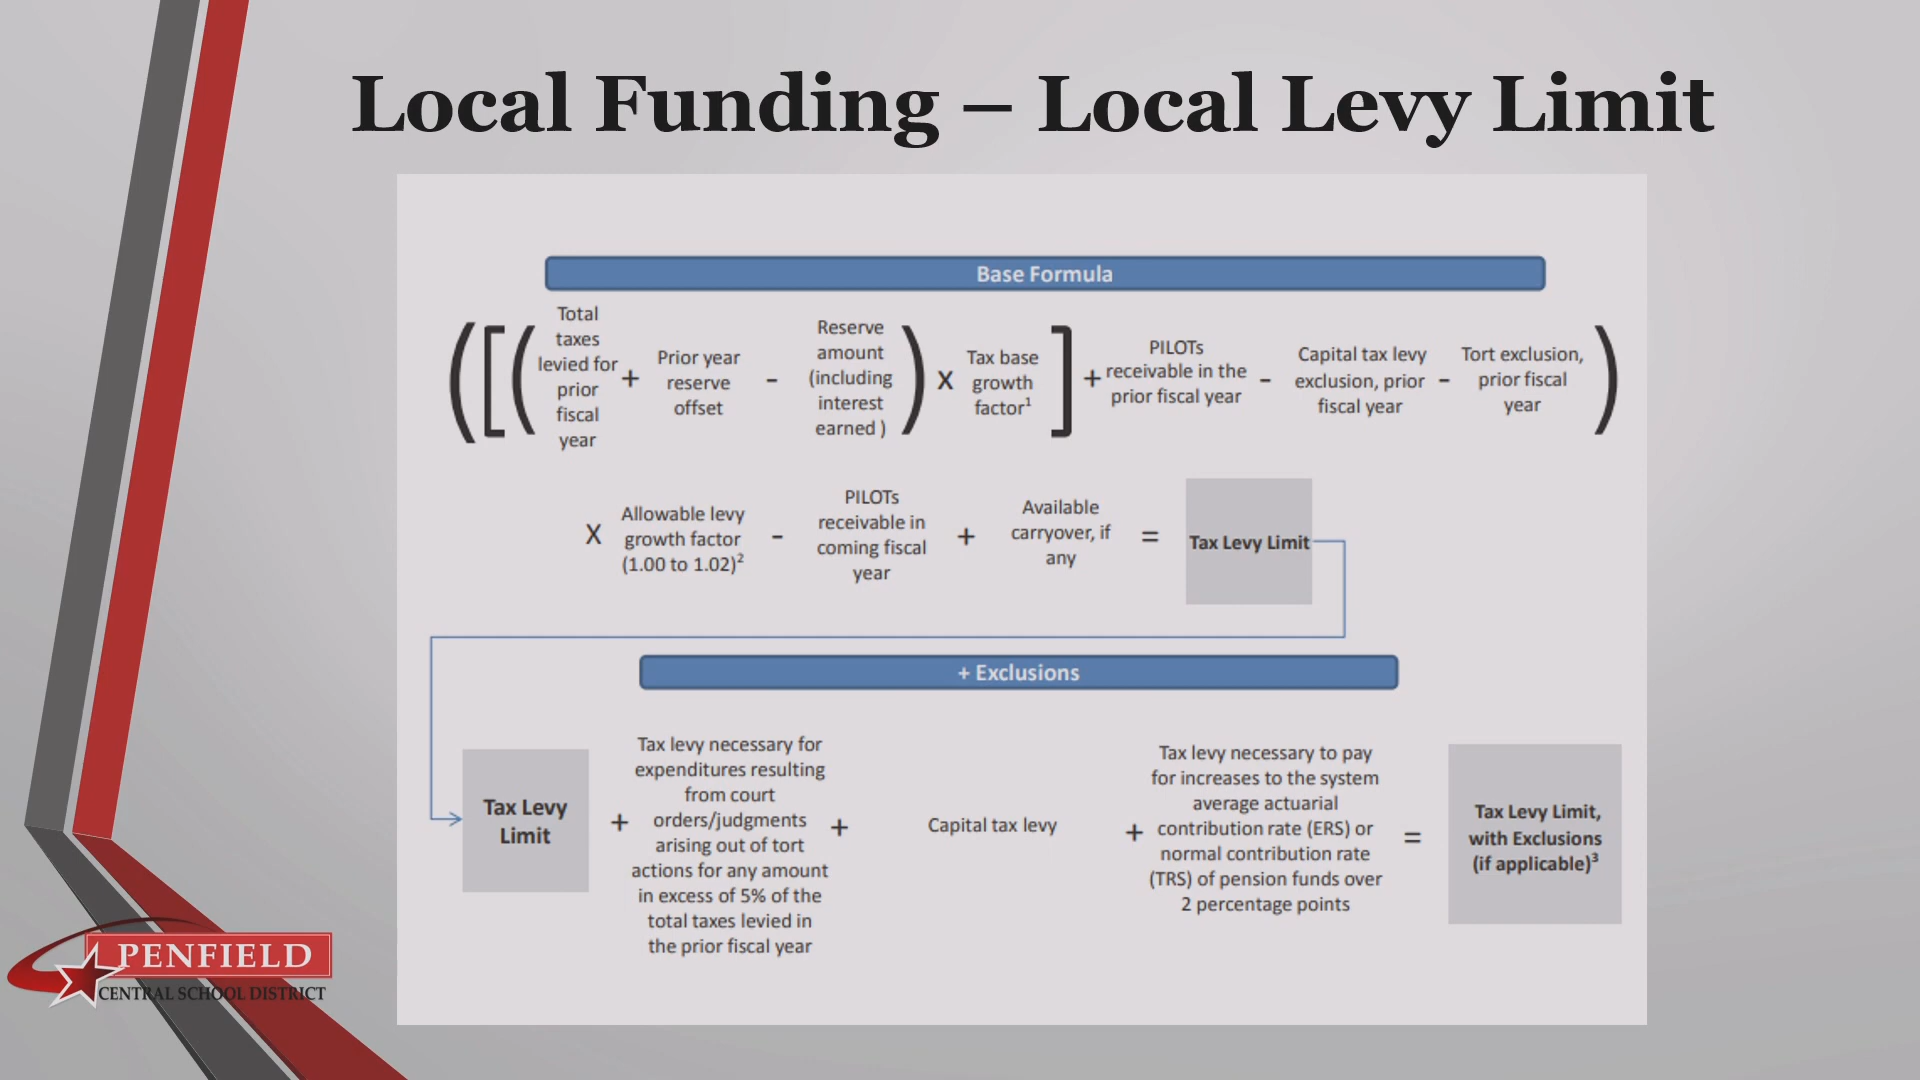 Local Funding – Local Levy Limit
Base Formula
( [ (
Total
taxes
levied for
prior
fiscal
year
+
Prior year
reserve
offset
-
Reserve
amount
(including
interest
earned )
)
X
Tax base
growth
factor1
]
+
PILOTs
receivable in the
prior fiscal year
-
Capital tax levy
exclusion, prior
fiscal year
-
Tort exclusion,
prior fiscal
year
)
X
Allowable levy
growth factor
(1.00 to 1.02)2
-
PILOTs
receivable in
coming fiscal
year
+
Available
carryover, if
any
=
Tax Levy Limit
+ Exclusions
Tax Levy
Limit
+
Tax levy necessary for
expenditures resulting
from court
orders/judgments
arising out of tort
actions for any amount
in excess of 5% of the
total taxes levied in
the prior fiscal year
+
Capital tax levy
+
Tax levy necessary to pay
for increases to the system
average actuarial
contribution rate (ERS) or
normal contribution rate
(TRS) of pension funds over
2 percentage points
=
Tax Levy Limit,
with Exclusions
(if applicable)3
PENFIELD
CENTRAL SCHOOL DISTRICT